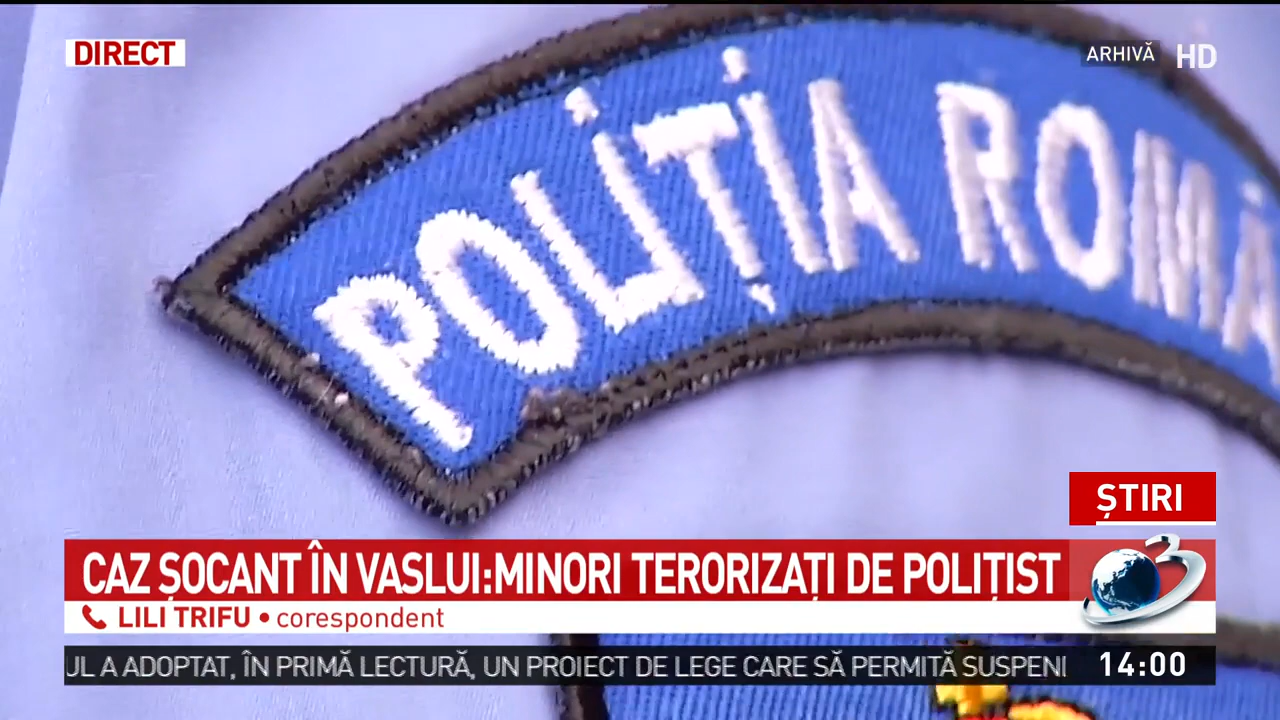 DIRECT
ARHIVĂ HD
POLIȚIA ROMÂ
ȘTIRI
CAZ ȘOCANT ÎN VASLUI:MINORI TERORIZAȚI DE POLIȚIST
3
LILI TRIFU • corespondent
UL A ADOPTAT, ÎN PRIMĂ LECTURĂ, UN PROIECT DE LEGE CARE SĂ PERMITĂ SUSPENI
14:00